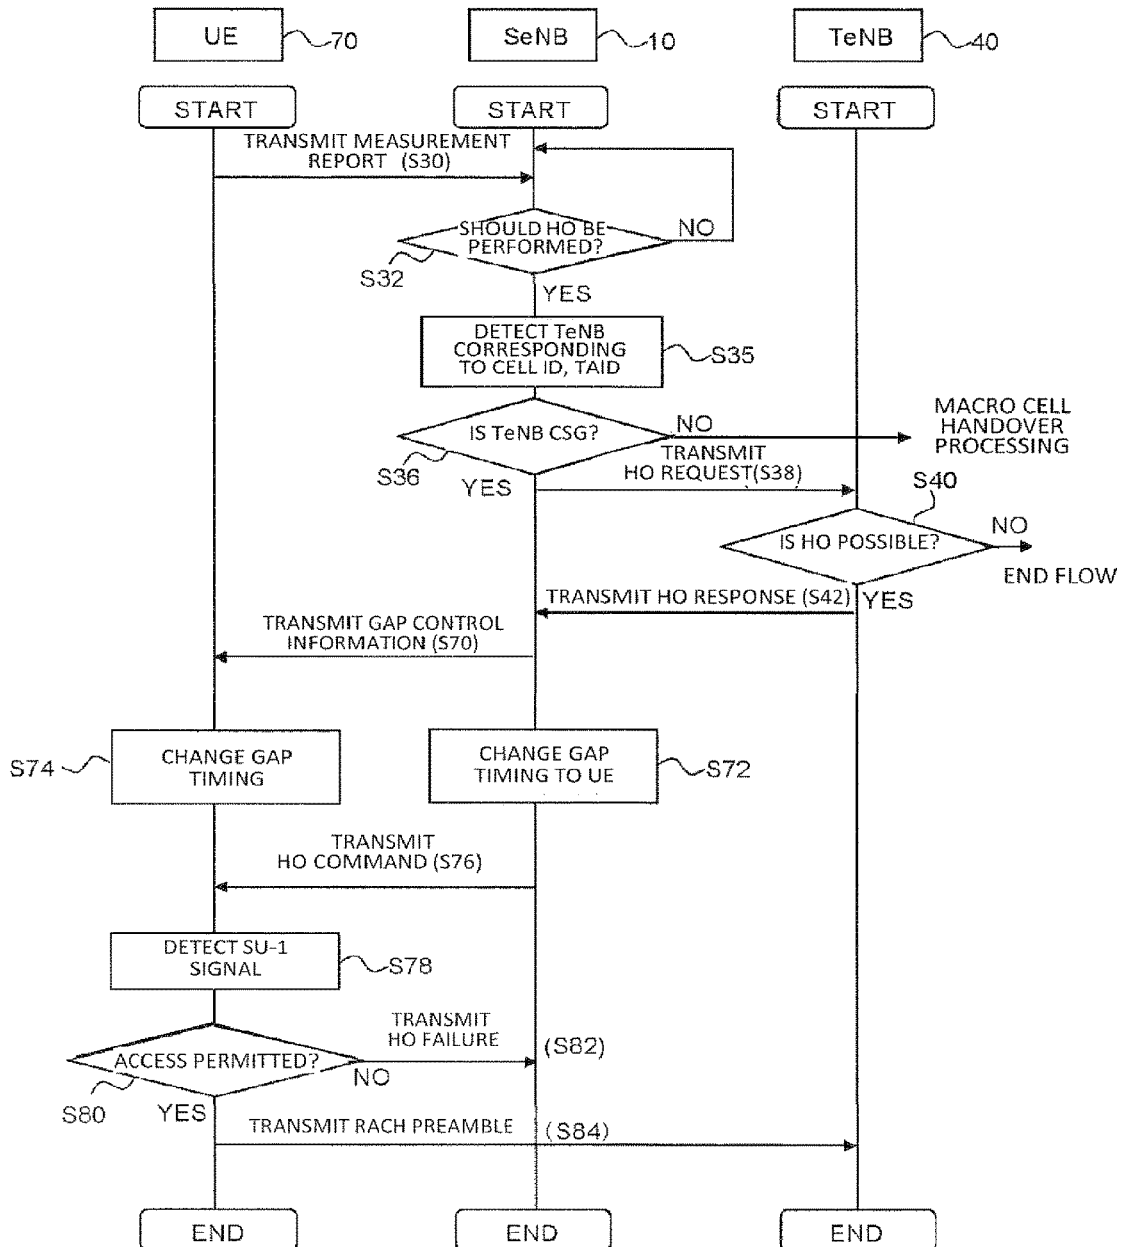 UE
70
SeNB
10
TeNB
40
START
START
START
TRANSMIT MEASUREMENT
REPORT (S30)
SHOULD HO BE
PERFORMED?
NO
S32
YES
DETECT TeNB
CORRESPONDING
TO CELL ID, TAID
S35
IS TeNB CSG?
NO
MACRO CELL
HANDOVER
PROCESSING
S36
YES
TRANSMIT
HO REQUEST(S38)
S40
IS HO POSSIBLE?
NO
END FLOW
TRANSMIT HO RESPONSE (S42)
YES
TRANSMIT GAP CONTROL
INFORMATION (S70)
S74
CHANGE GAP
TIMING
CHANGE GAP
TIMING TO UE
S72
TRANSMIT
HO COMMAND (S76)
DETECT SU-1
SIGNAL
S78
ACCESS PERMITTED?
TRANSMIT
HO FAILURE
(S82)
NO
S80
YES
TRANSMIT RACH PREAMBLE
(S84)
END
END
END